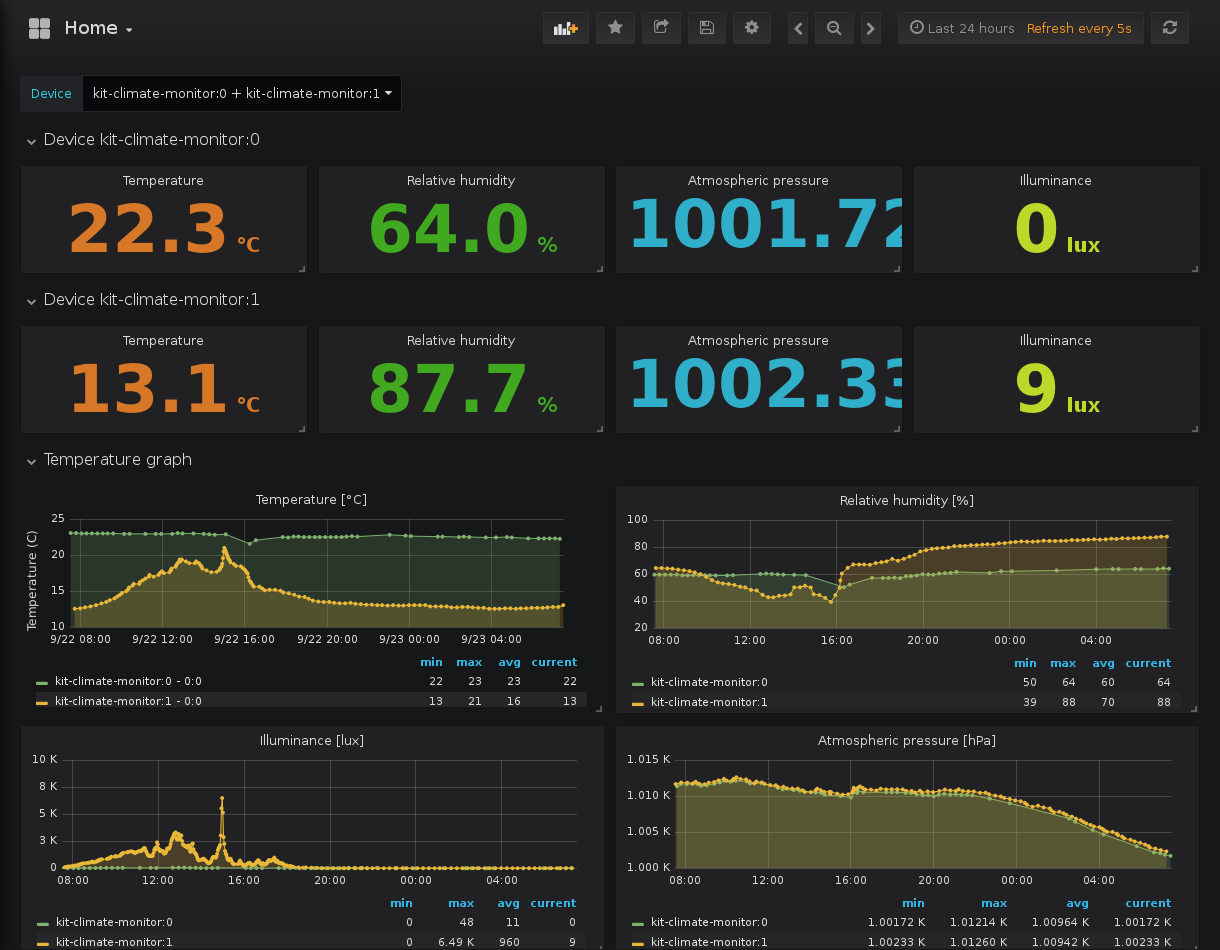 Home
Last 24 hours Refresh every 5s
Device kit-climate-monitor:0 + kit-climate-monitor:1
Device kit-climate-monitor:0
Temperature Relative humidity Atmospheric pressure Illuminance
22.3 °C 64.0 % 1001.72 0 lux
Device kit-climate-monitor:1
Temperature Relative humidity Atmospheric pressure Illuminance
13.1 °C 87.7 % 1002.33 9 lux
Temperature graph
Temperature [°C]
Temperature (C)
25
20
15
10
9/22 08:00 9/22 12:00 9/22 16:00 9/22 20:00 9/23 00:00 9/23 04:00
min max avg current
kit-climate-monitor:0 - 0:0 22 23 23 22
kit-climate-monitor:1 - 0:0 13 21 16 13
Relative humidity [%]
100
80
60
40
20
08:00 12:00 16:00 20:00 00:00 04:00
min max avg current
kit-climate-monitor:0 50 64 60 64
kit-climate-monitor:1 39 88 70 88
Illuminance [lux]
10 K
8 K
5 K
3 K
0
08:00 12:00 16:00 20:00 00:00 04:00
min max avg current
kit-climate-monitor:0 0 48 11 0
kit-climate-monitor:1 0 6.49 K 960 9
Atmospheric pressure [hPa]
1.015 K
1.010 K
1.005 K
1.000 K
08:00 12:00 16:00 20:00 00:00 04:00
min max avg current
kit-climate-monitor:0 1.00172 K 1.01214 K 1.00964 K 1.00172 K
kit-climate-monitor:1 1.00233 K 1.01260 K 1.00942 K 1.00233 K